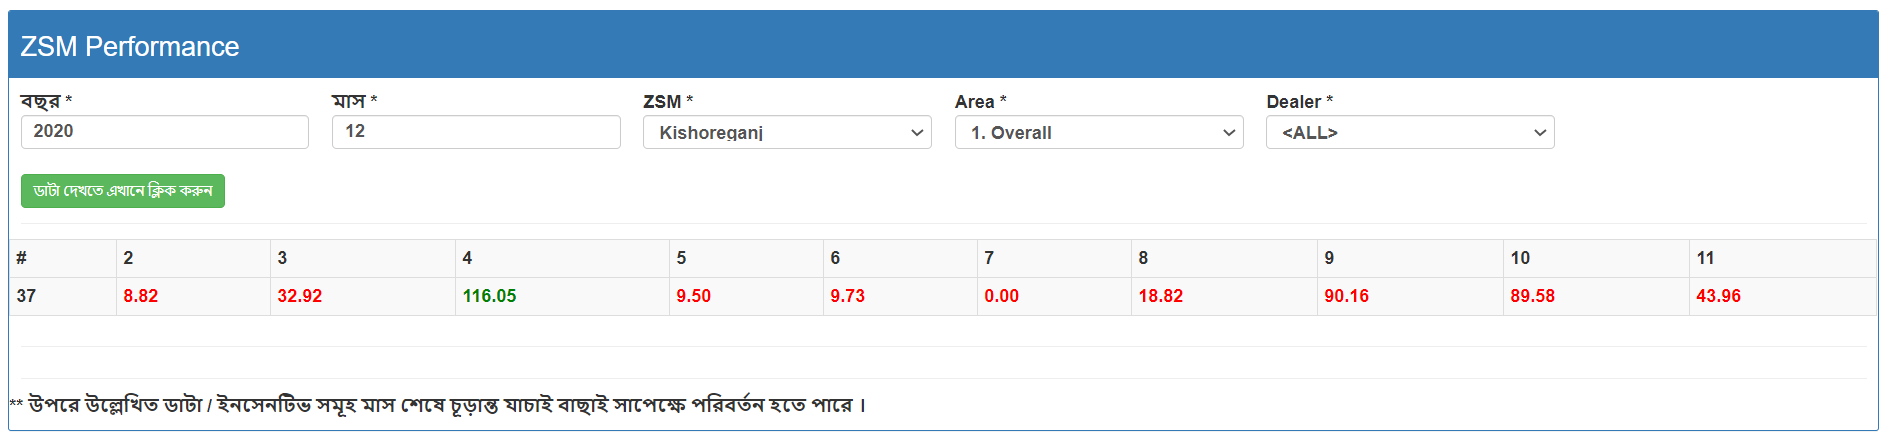 ZSM Performance
বছর * মাস * ZSM * Area * Dealer *
2020 12 Kishoreganj 1. Overall <ALL>
ডাটা দেখতে এখানে ক্লিক করুন
# 2 3 4 5 6 7 8 9 10 11
37 8.82 32.92 116.05 9.50 9.73 0.00 18.82 90.16 89.58 43.96
** উপরে উল্লেখিত ডাটা / ইনসেনটিভ সমূহ মাস শেষে চূড়ান্ত যাচাই বাছাই সাপেক্ষে পরিবর্তন হতে পারে ।